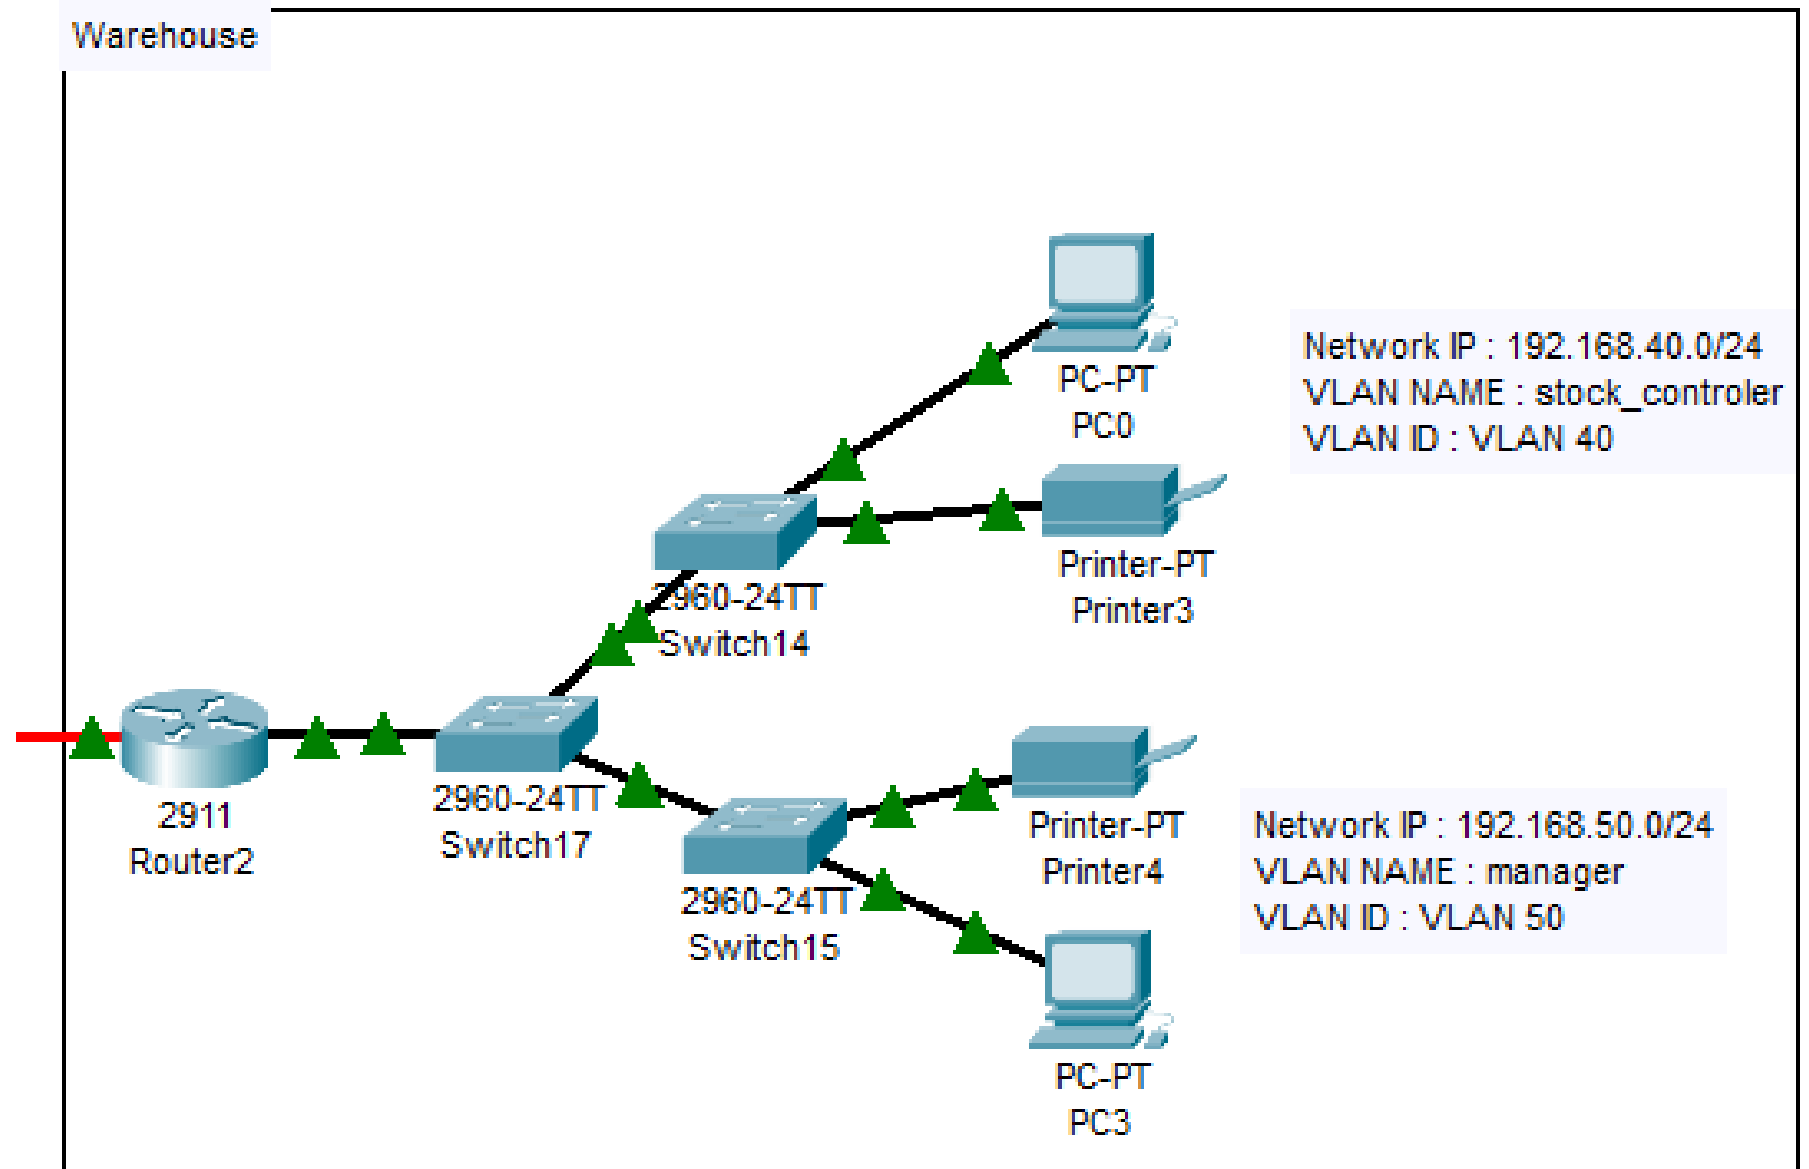 Warehouse
PC-PT
PC0
Network IP : 192.168.40.0/24
VLAN NAME : stock_controler
VLAN ID : VLAN 40
Printer-PT
Printer3
2960-24TT
Switch14
2911
Router2
2960-24TT
Switch17
Printer-PT
Printer4
Network IP : 192.168.50.0/24
VLAN NAME : manager
VLAN ID : VLAN 50
2960-24TT
Switch15
PC-PT
PC3